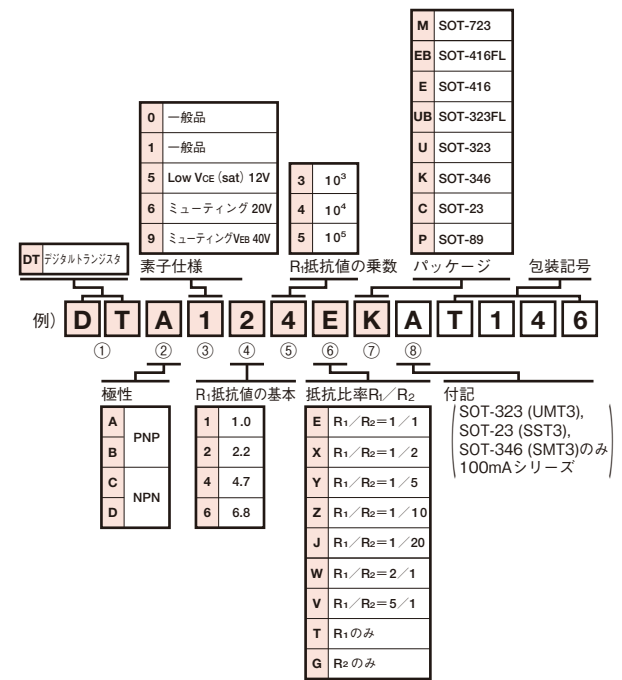 M SOT-723
EB SOT-416FL
E SOT-416
UB SOT-323FL
U SOT-323
K SOT-346
C SOT-23
P SOT-89
0 一般品
1 一般品
5 Low VCE (sat) 12V
6 ミューティング 20V
9 ミューティングVEB 40V
3 10³
4 10⁴
5 10⁵
DT デジタルトランジスタ
素子仕様
R1抵抗値の乗数
パッケージ
包装記号
例) D T A 1 2 4 E K A T 1 4 6
① ② ③ ④ ⑤ ⑥ ⑦ ⑧
極性
A B PNP
C D NPN
R1抵抗値の基本
1 1.0
2 2.2
4 4.7
6 6.8
抵抗比率R1/R2
E R1/R2=1/1
X R1/R2=1/2
Y R1/R2=1/5
Z R1/R2=1/10
J R1/R2=1/20
W R1/R2=2/1
V R1/R2=5/1
T R1のみ
G R2のみ
付記
(SOT-323 (UMT3),
SOT-23 (SST3),
SOT-346 (SMT3)のみ
100mAシリーズ)